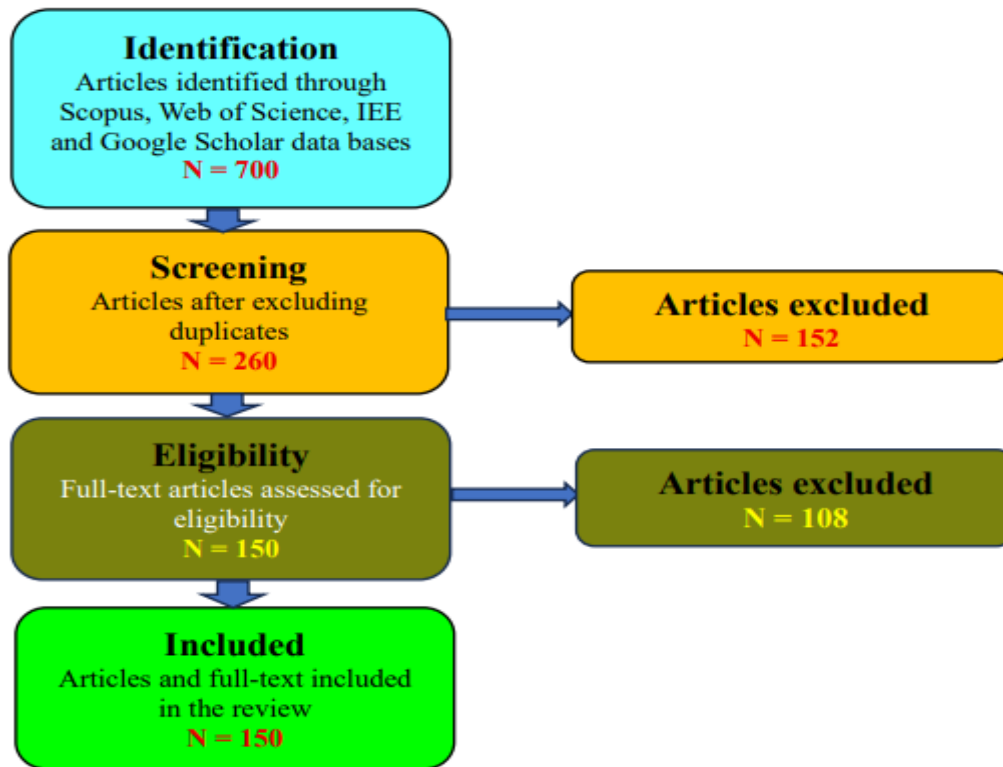 Identification
Articles identified through
Scopus, Web of Science, IEE
and Google Scholar data bases
N = 700
Screening
Articles after excluding
duplicates
N = 260
Articles excluded
N = 152
Eligibility
Full-text articles assessed for
eligibility
N = 150
Articles excluded
N = 108
Included
Articles and full-text included
in the review
N = 150